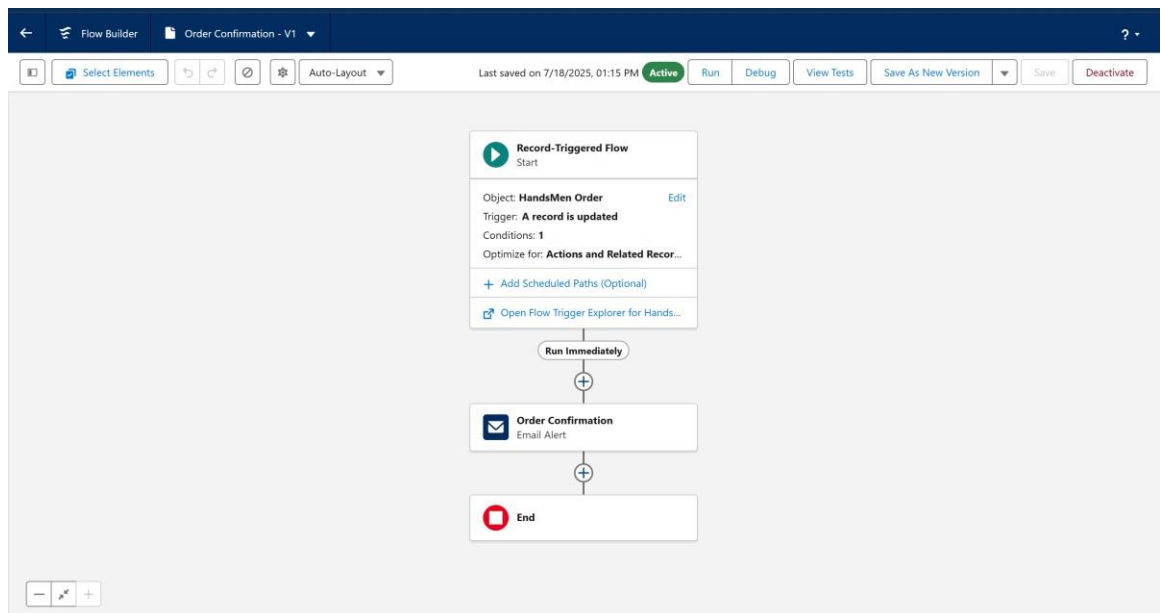 Flow Builder
Order Confirmation - V1
?
Select Elements
Auto-Layout
Last saved on 7/18/2025, 01:15 PM
Active
Run
Debug
View Tests
Save As New Version
Save
Deactivate
Record-Triggered Flow
Start
Object: HandsMen Order
Edit
Trigger: A record is updated
Conditions: 1
Optimize for: Actions and Related Recor...
+ Add Scheduled Paths (Optional)
Open Flow Trigger Explorer for Hands...
Run Immediately
Order Confirmation
Email Alert
End